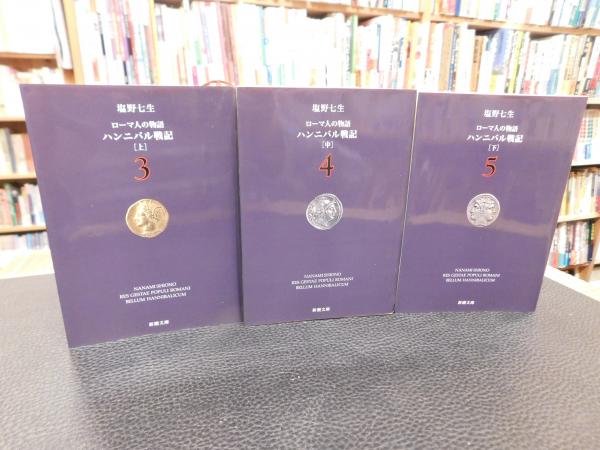 塩野七生
ローマ人の物語
ハンニバル戦記
[上]
3
NANAMI SHIONO
RES GESTAE POPULI ROMANI
BELLUM HANNIBALICUM
新潮文庫
塩野七生
ローマ人の物語
ハンニバル戦記
[中]
4
NANAMI SHIONO
RES GESTAE POPULI ROMANI
BELLUM HANNIBALICUM
新潮文庫
塩野七生
ローマ人の物語
ハンニバル戦記
[下]
5
NANAMI SHIONO
RES GESTAE POPULI ROMANI
BELLUM HANNIBALICUM
新潮文庫